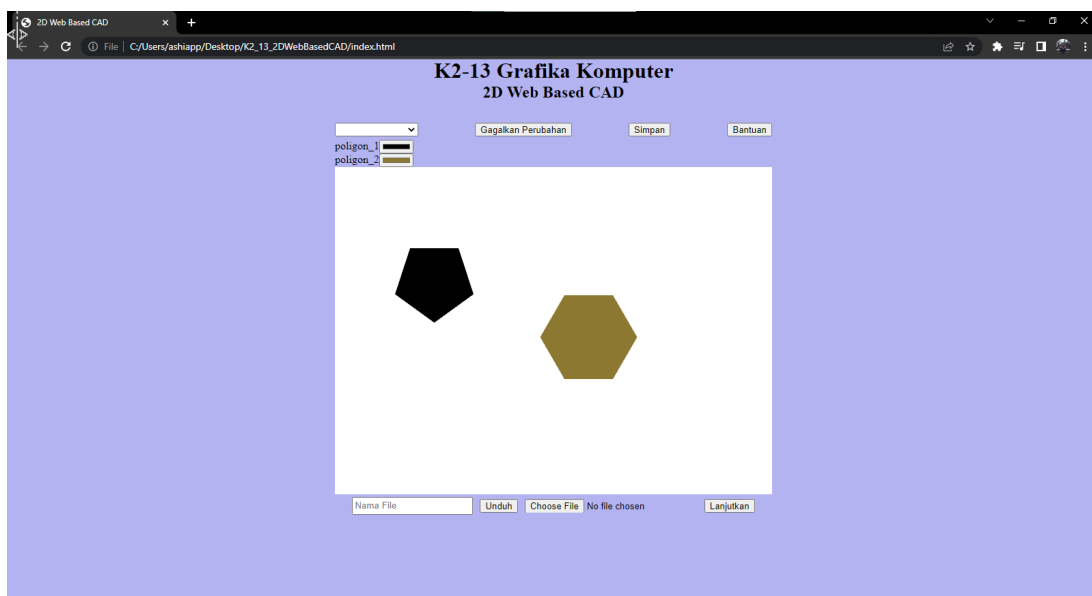 2D Web Based CAD
File | C:/Users/ashiapp/Desktop/K2_13_2DWebBasedCAD/index.html
K2-13 Grafika Komputer
2D Web Based CAD
Gagalkan Perubahan Simpan Bantuan
poligon_1
poligon_2
Nama File Unduh Choose File No file chosen Lanjutkan